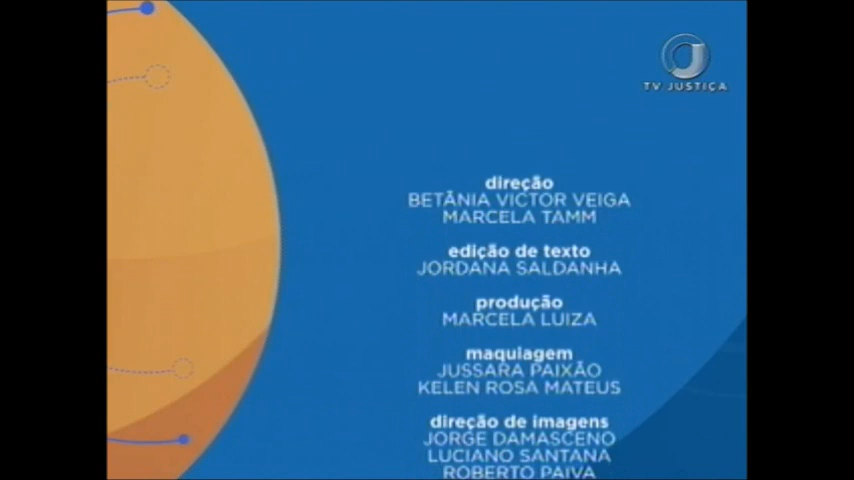 TV JUSTIÇA
direção
BETÂNIA VICTOR VEIGA
MARCELA TAMM
edição de texto
JORDANA SALDANHA
produção
MARCELA LUIZA
maquiagem
JUSSARA PAIXÃO
KELEN ROSA MATEUS
direção de imagens
JORGE DAMASCENO
LUCIANO SANTANA
ROBERTO PAIVA